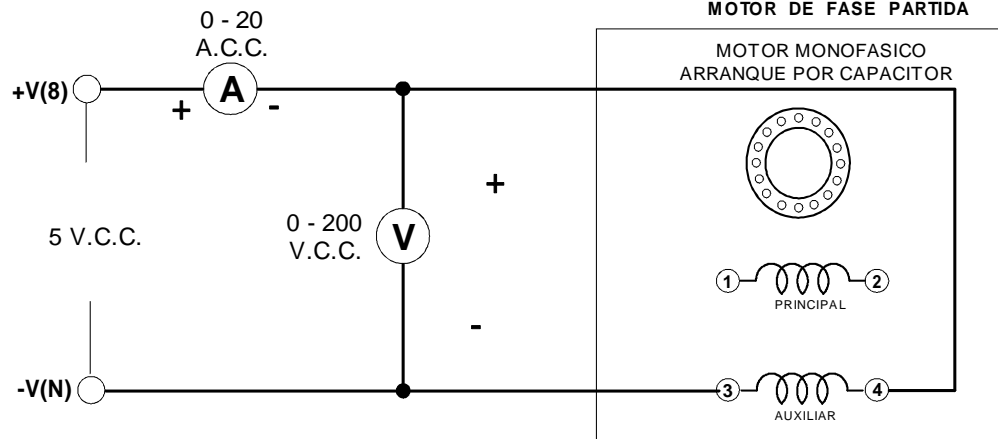 MOTOR DE FASE PARTIDA
0 - 20
A.C.C.
MOTOR MONOFASICO
ARRANQUE POR CAPACITOR
+V(8)
A
+
-
+
5 V.C.C.
0 - 200
V.C.C.
V
1
2
PRINCIPAL
-
-V(N)
3
4
AUXILIAR